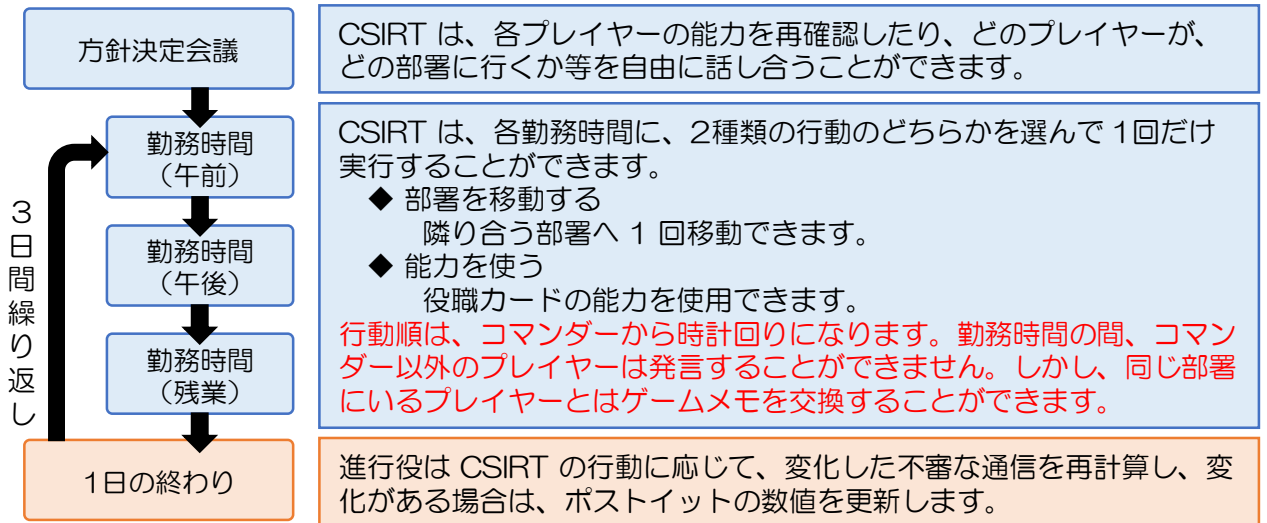 方針決定会議
CSIRT は、各プレイヤーの能力を再確認したり、どのプレイヤーが、
どの部署に行くか等を自由に話し合うことができます。
勤務時間
（午前）
勤務時間
（午後）
勤務時間
（残業）
3日間繰り返し
CSIRT は、各勤務時間に、2種類の行動のどちらかを選んで 1回だけ
実行することができます。
◆ 部署を移動する
隣り合う部署へ 1 回移動できます。
◆ 能力を使う
役職カードの能力を使用できます。
行動順は、コマンダーから時計回りになります。勤務時間の間、コマン
ダー以外のプレイヤーは発言することができません。しかし、同じ部署
にいるプレイヤーとはゲームメモを交換することができます。
1日の終わり
進行役は CSIRT の行動に応じて、変化した不審な通信を再計算し、変
化がある場合は、ポストイットの数値を更新します。